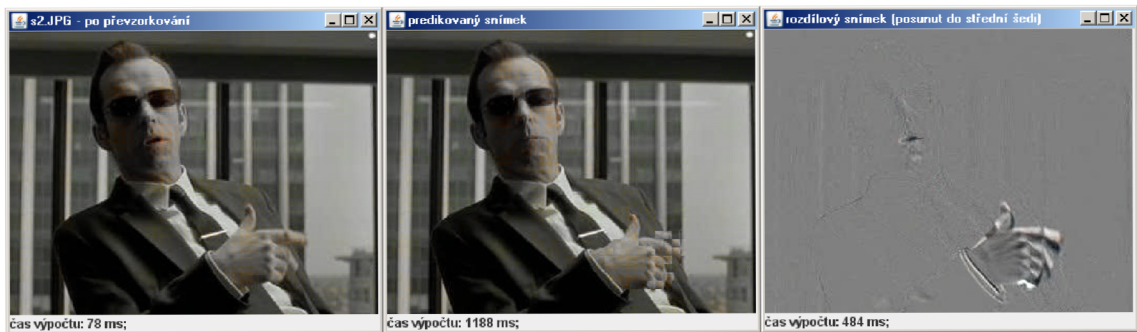 s2.JPG - po převzorkování
čas výpočtu: 78 ms;
predikovaný snímek
čas výpočtu: 1188 ms;
rozdílový snímek (posunut do střední šedi)
čas výpočtu: 484 ms;